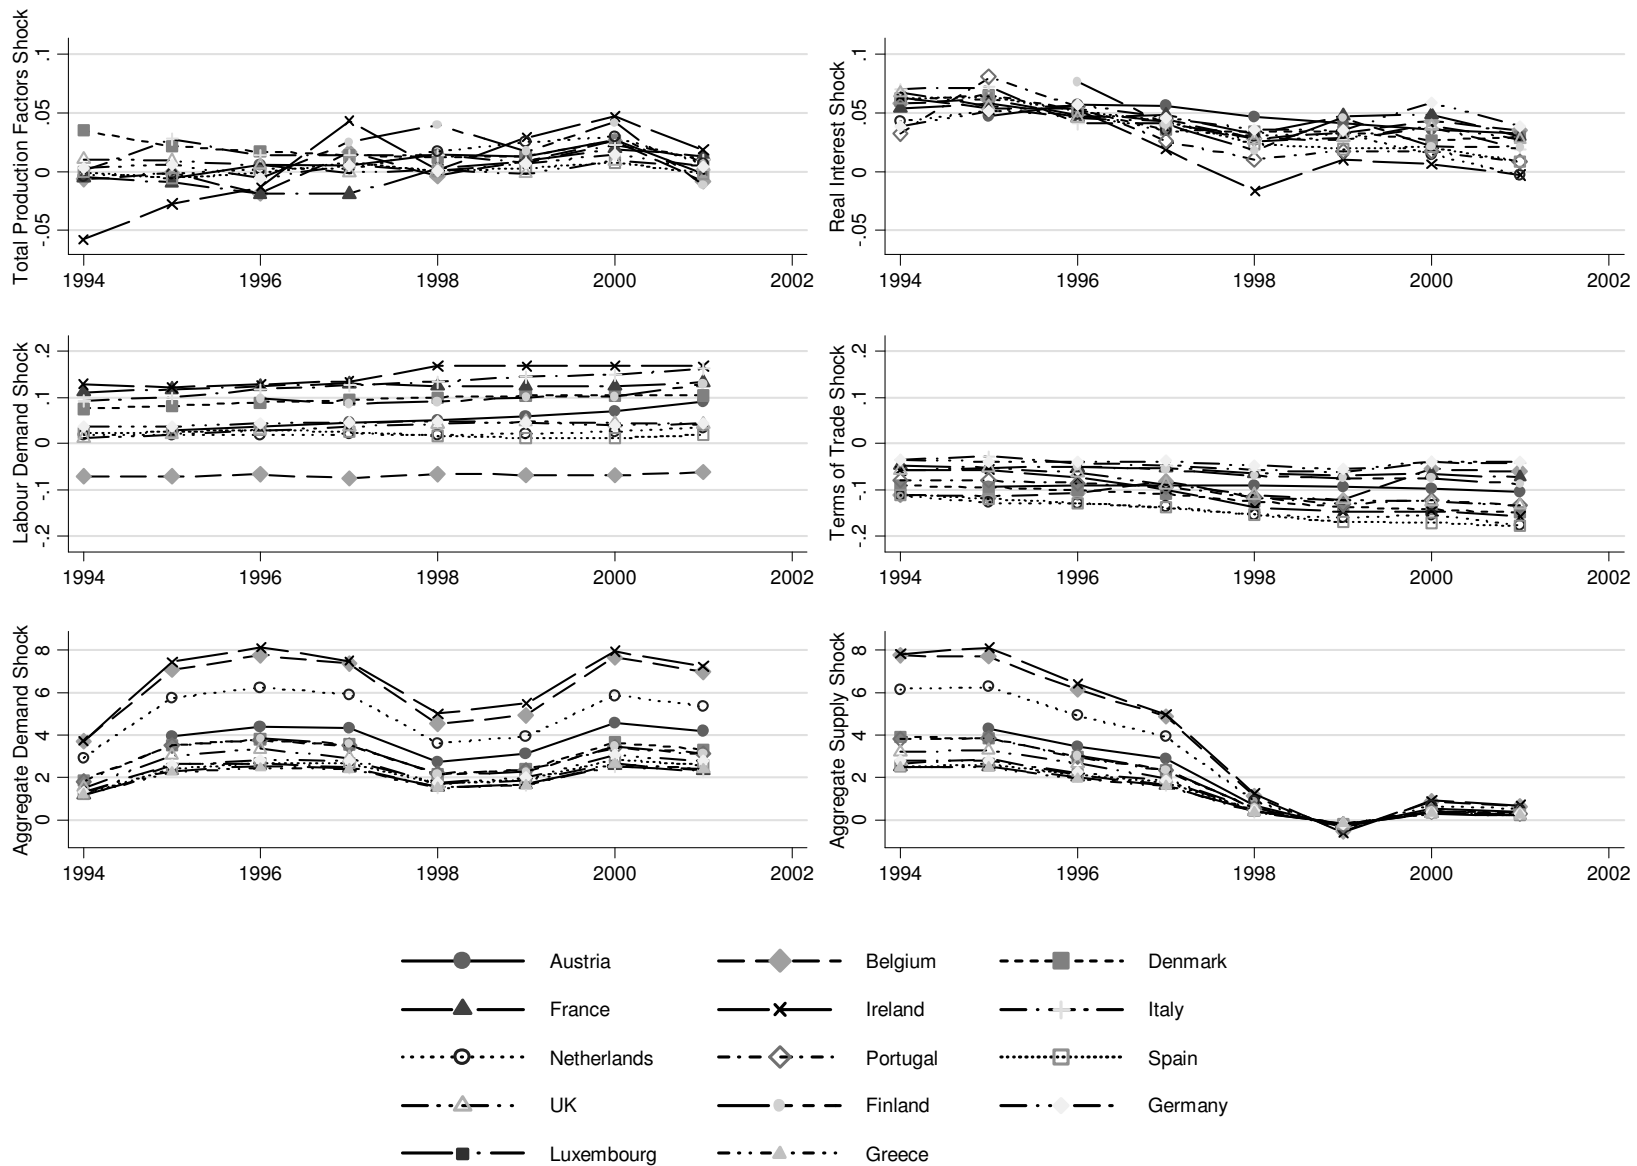 Total Production Factors Shock
.1
.05
0
-.05
1994 1996 1998 2000 2002
Real Interest Shock
.1
.05
0
-.05
1994 1996 1998 2000 2002
Labour Demand Shock
.2
.1
0
-.1
-.2
1994 1996 1998 2000 2002
Terms of Trade Shock
.2
.1
0
-.1
-.2
1994 1996 1998 2000 2002
Aggregate Demand Shock
8
6
4
2
0
1994 1996 1998 2000 2002
Aggregate Supply Shock
8
6
4
2
0
1994 1996 1998 2000 2002
Austria Belgium Denmark
France Ireland Italy
Netherlands Portugal Spain
UK Finland Germany
Luxembourg Greece